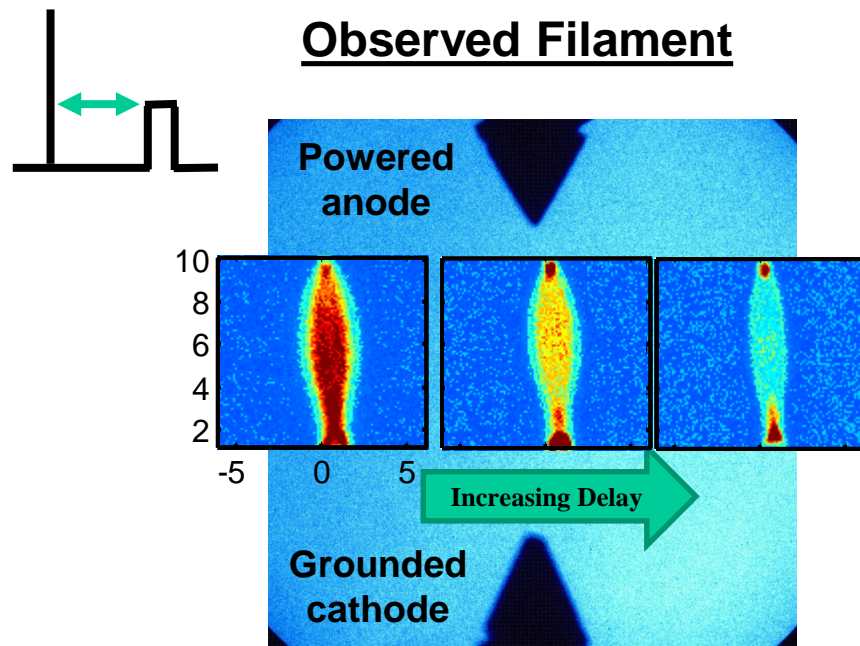 Observed Filament
Powered
anode
10
8
6
4
2
-5
0
5
Increasing Delay
Grounded
cathode